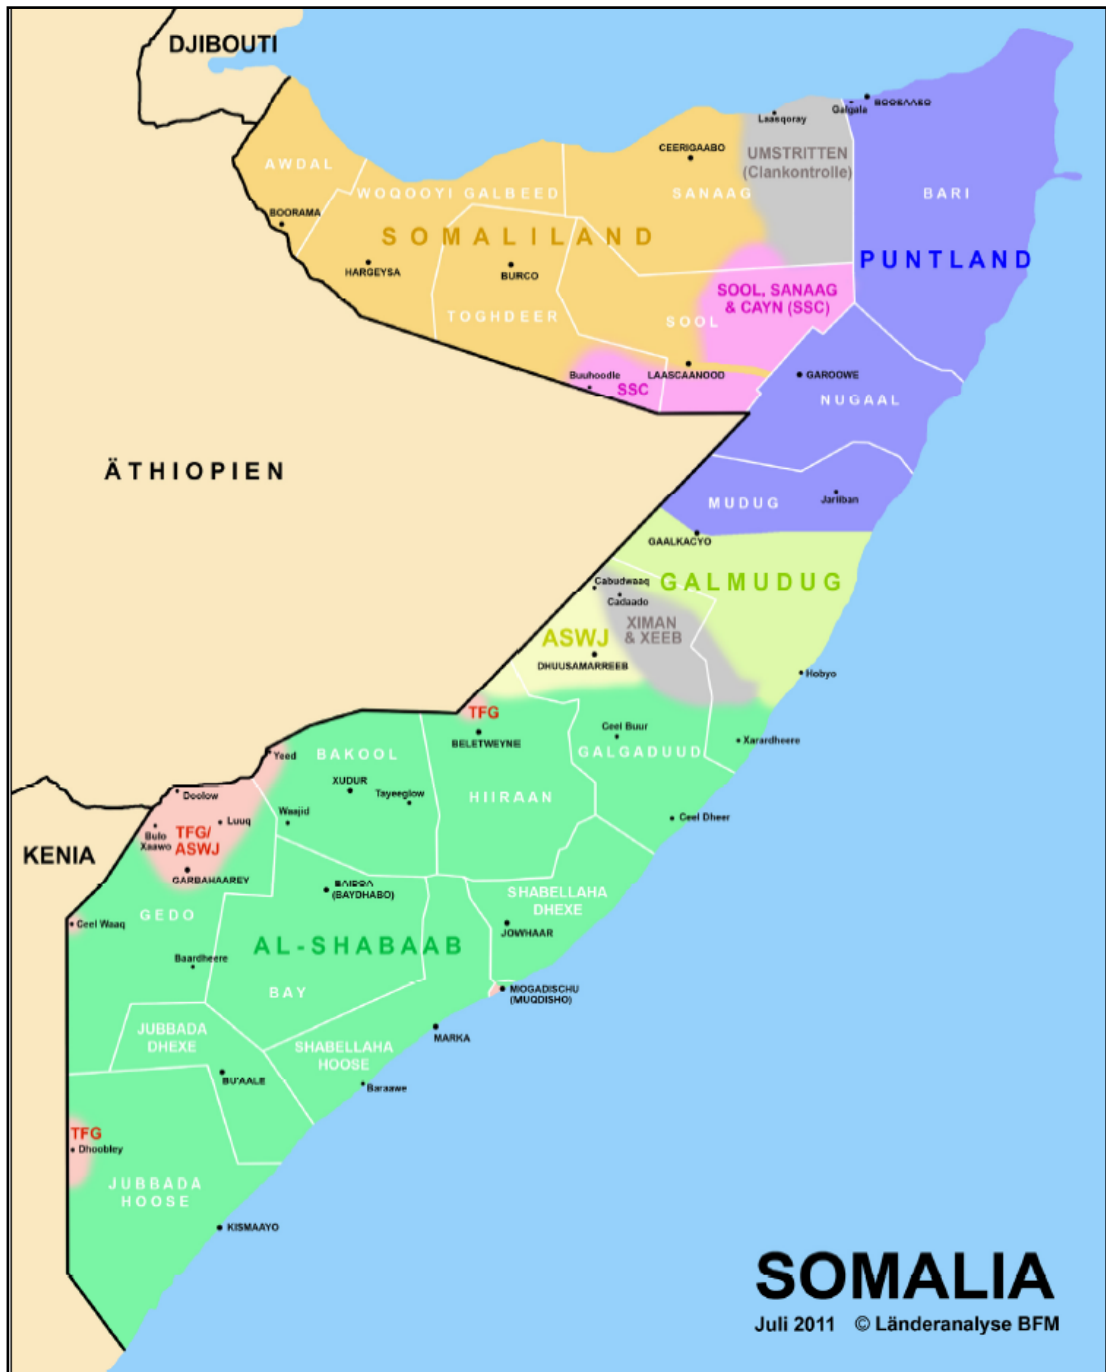 DJIBOUTI
Galgala
Laasqoray
CEERIGAABO
UMSTRITTEN
(Clankontrolle)
AWDAL
WOQOOYI GALBEED
SANAAG
BARI
BOORAMA
SOMALILAND
PUNTLAND
HARGEYSA
BURCO
SOOL, SANAAG
& CAYN (SSC)
TOGHDEER
SOOL
Buuhoodle
LAASCAANOOD
GAROOWE
SSC
NUGAAL
ÄTHIOPIEN
MUDUG
Jariiban
GAALKACYO
Cabudwaaq
GALMUDUG
Cadaado
XIMAN
& XEEB
ASWJ
DHUUSAMARREEB
Hobyo
TFG
BELETWEYNE
Ceel Buur
Xarardheere
Yeed
BAKOOL
GALGADUUD
XUDUR
Doolow
Tayeeglow
HIIRAAN
Waajid
Luuq
Ceel Dheer
Bulo
Xaawo
TFG/
ASWJ
KENIA
GARBAHAAREY
(BAYDHABO)
SHABELLAHA
DHEXE
GEDO
Ceel Waaq
JOWHAAR
AL-SHABAAB
Baardheere
BAY
MIOGADISCHU
(MUQDISHO)
JUBBADA
DHEXE
MARKA
SHABELLAHA
HOOSE
BU'AALE
Baraawe
TFG
Dhoobley
JUBBADA
HOOSE
KISMAAYO
SOMALIA
Juli 2011 © Länderanalyse BFM